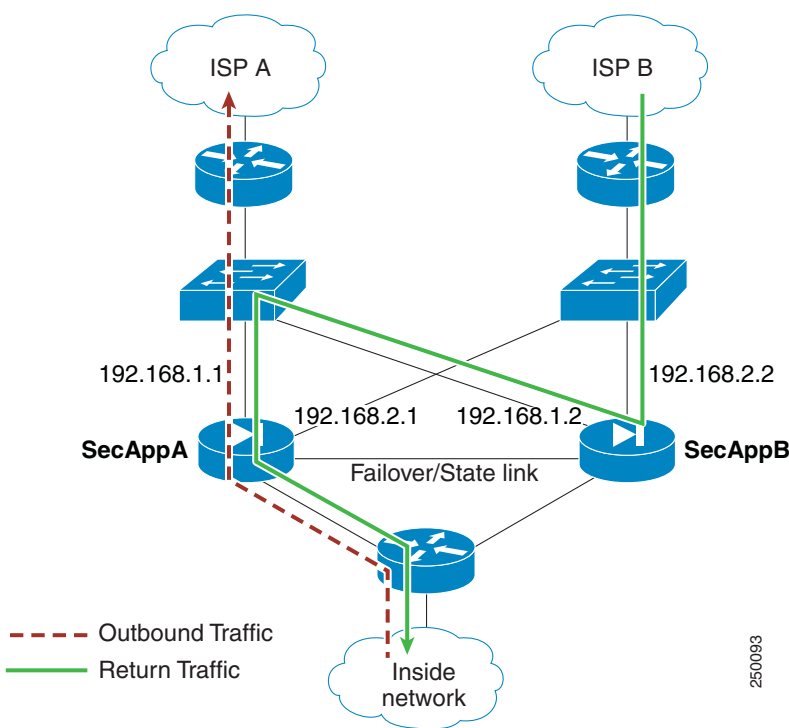 ISP A
ISP B
192.168.1.1
192.168.2.2
192.168.2.1
192.168.1.2
SecAppA
SecAppB
Failover/State link
Outbound Traffic
Return Traffic
Inside
network
250093